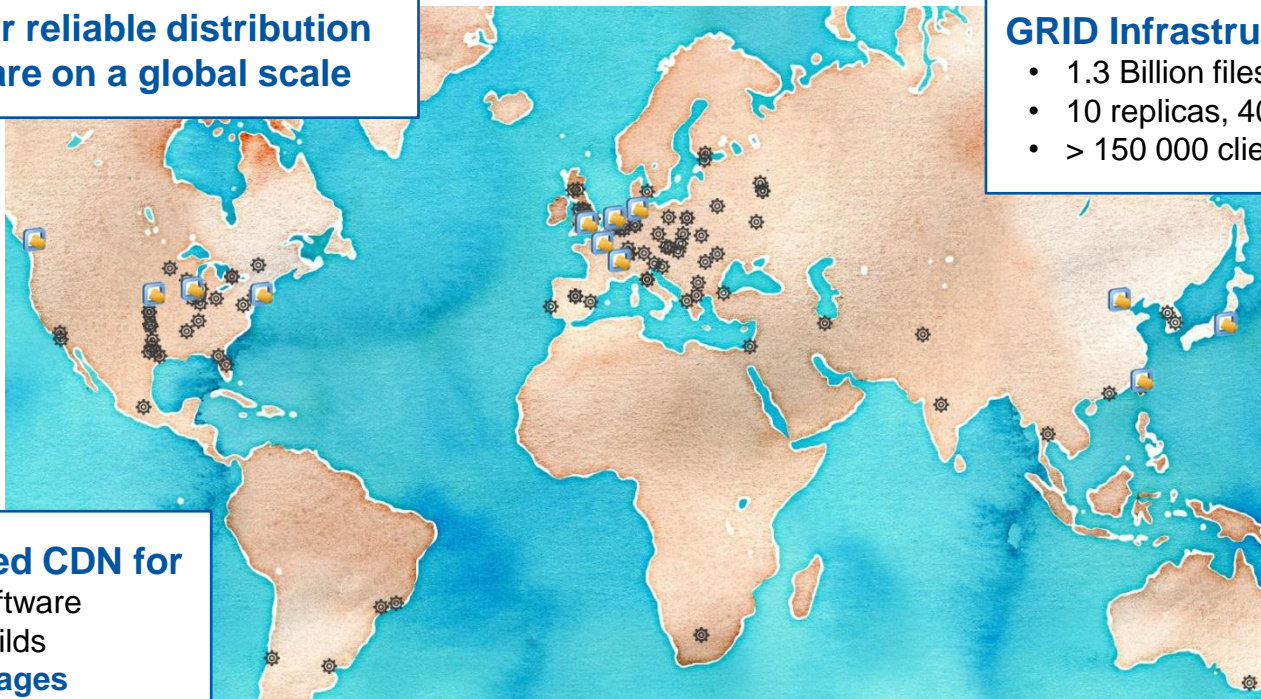 r reliable distribution
are on a global scale
GRID Infrastru
• 1.3 Billion files
• 10 replicas, 40
• > 150 000 clie
ed CDN for
ftware
ilds
ages